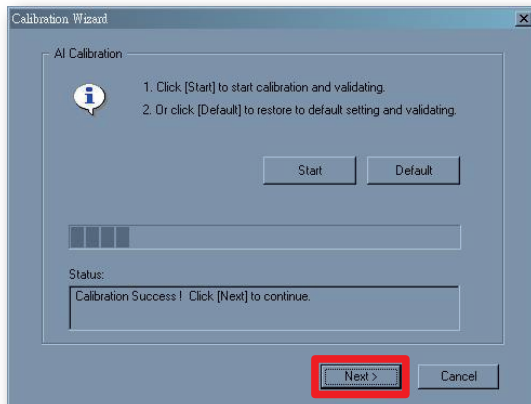 Calibration Wizard
AI Calibration
1. Click [Start] to start calibration and validating.
2. Or click [Default] to restore to default setting and validating.
Start
Default
Status:
Calibration Success ! Click [Next] to continue.
Next >
Cancel